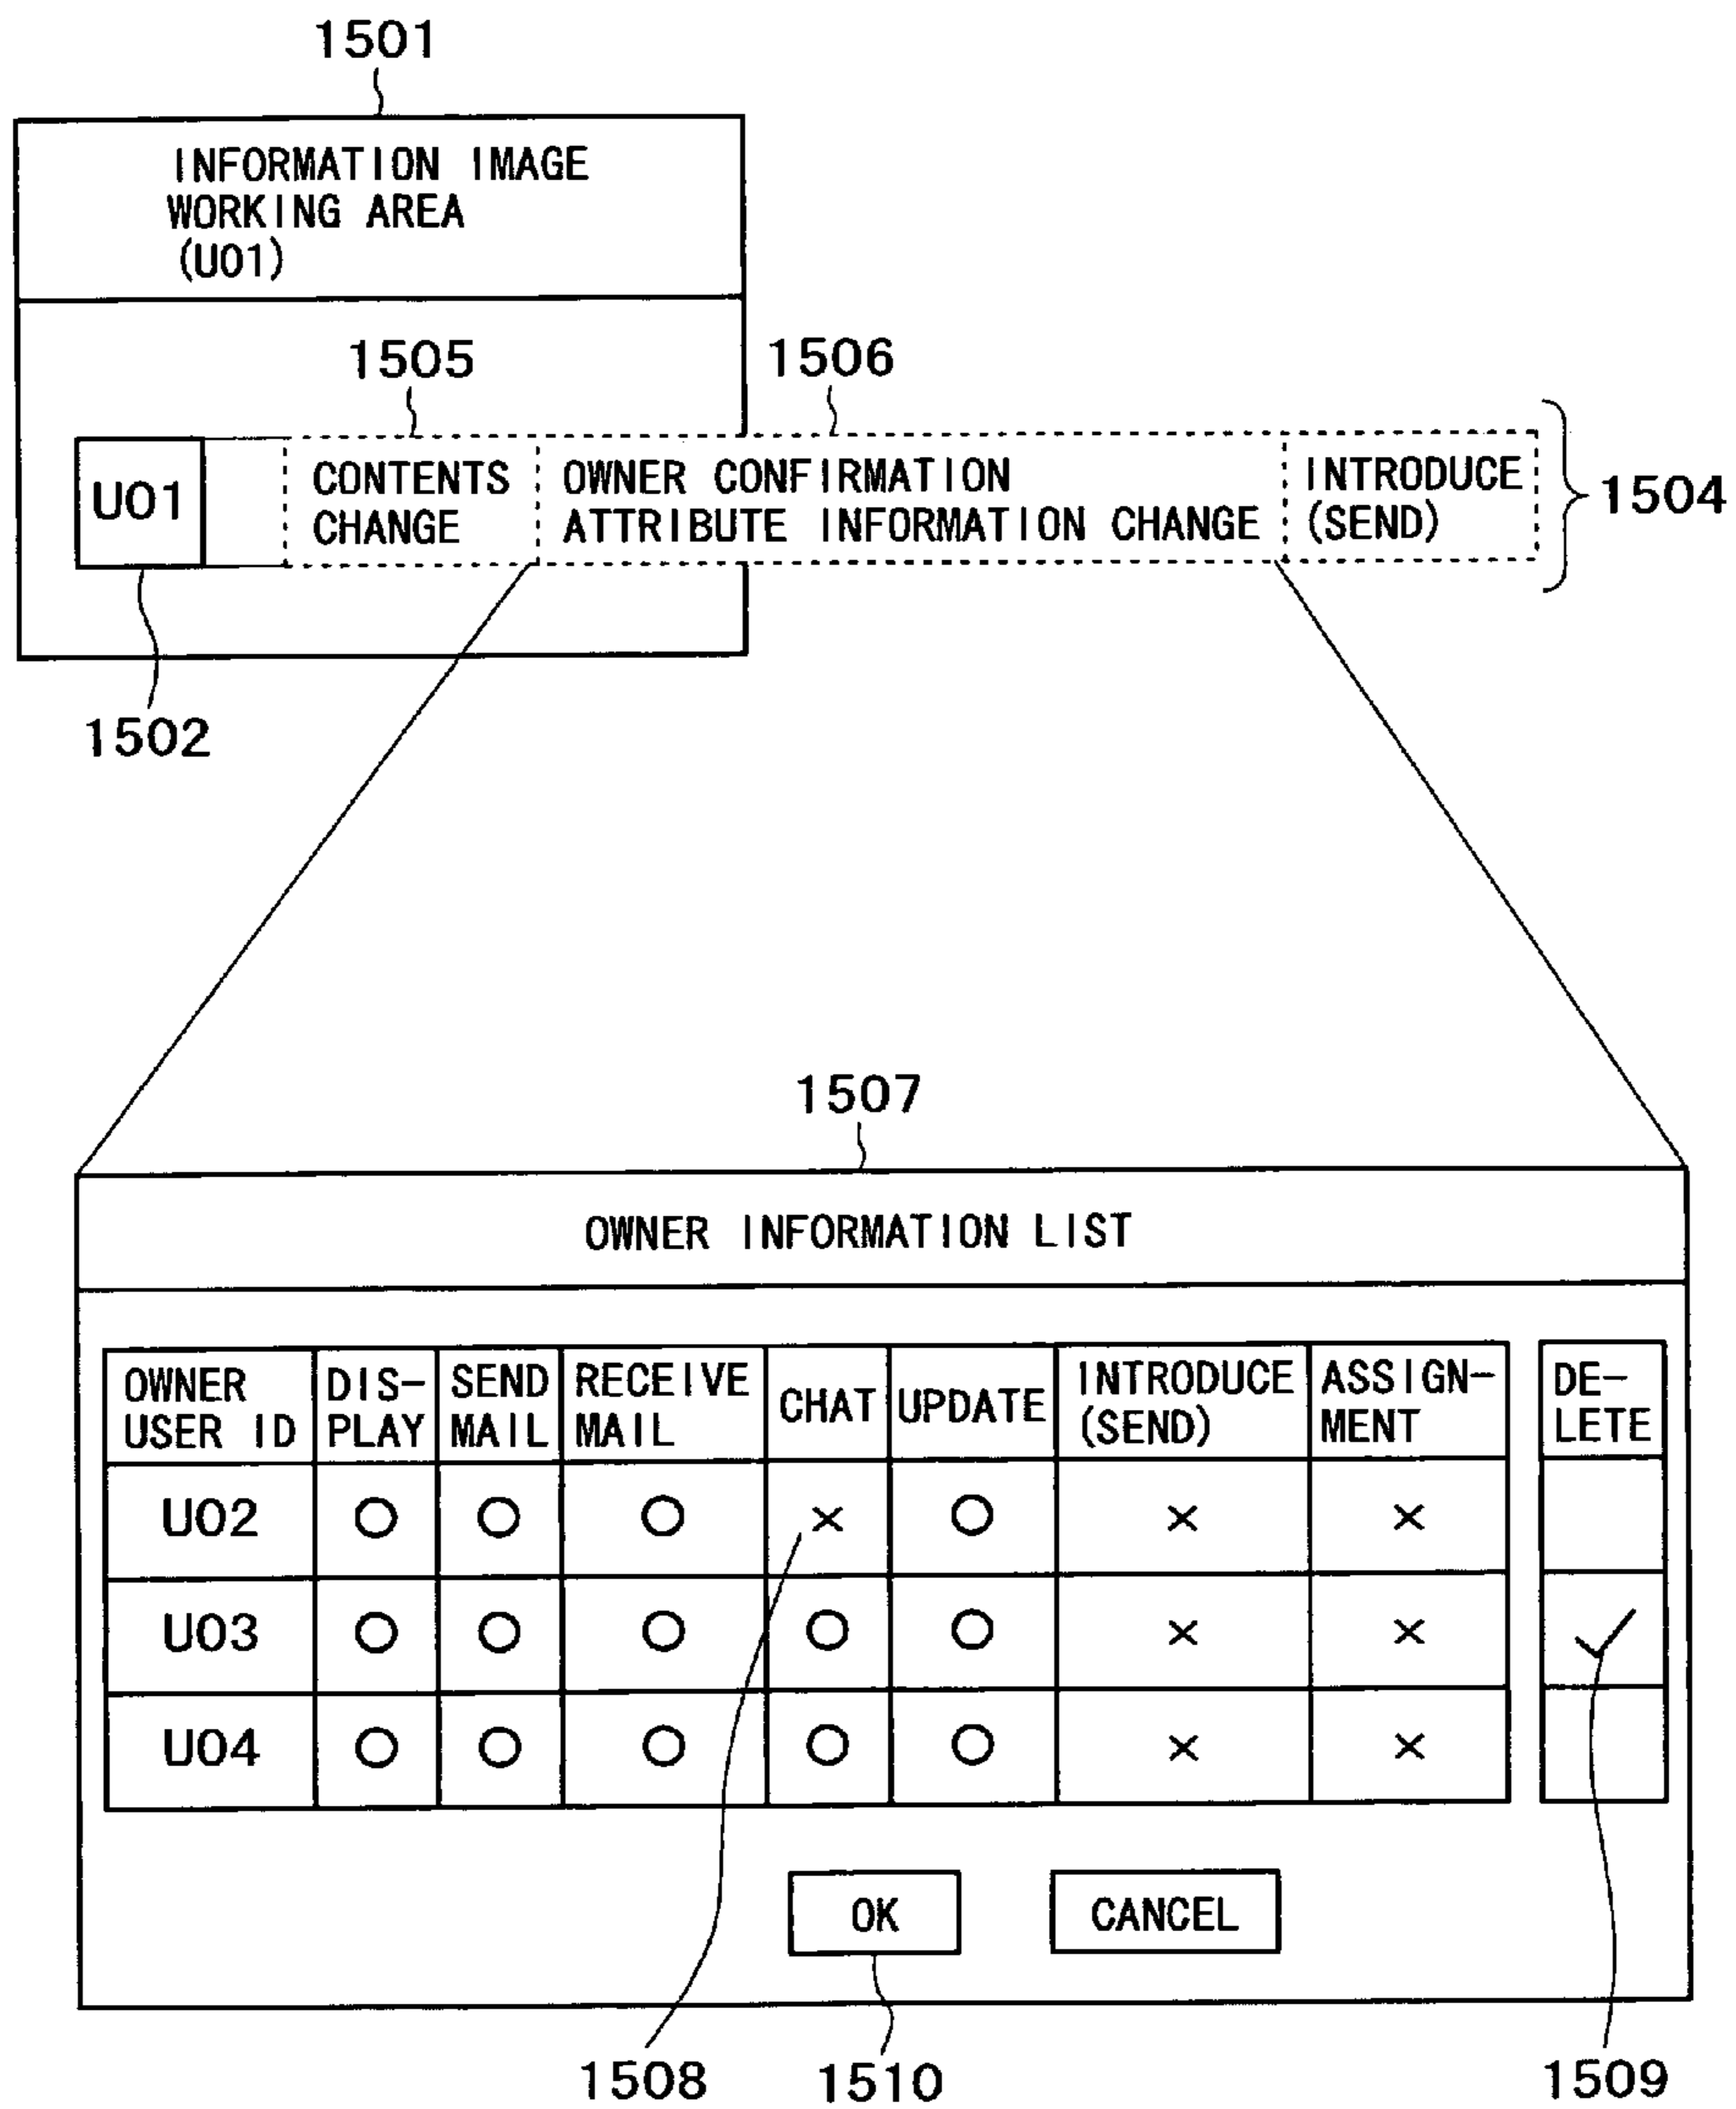 1501
INFORMATION IMAGE
WORKING AREA
(U01)
1505
1506
U01
CONTENTS
CHANGE
OWNER CONFIRMATION
ATTRIBUTE INFORMATION CHANGE
INTRODUCE
(SEND)
1504
1502
1507
OWNER INFORMATION LIST
OWNER
USER ID
DIS-
PLAY
SEND
MAIL
RECEIVE
MAIL
CHAT
UPDATE
INTRODUCE
(SEND)
ASSIGN-
MENT
DE-
LETE
U02 ○ ○ ○ × ○ × ×
U03 ○ ○ ○ ○ ○ × × ✓
U04 ○ ○ ○ ○ ○ × ×
OK
CANCEL
1508
1510
1509